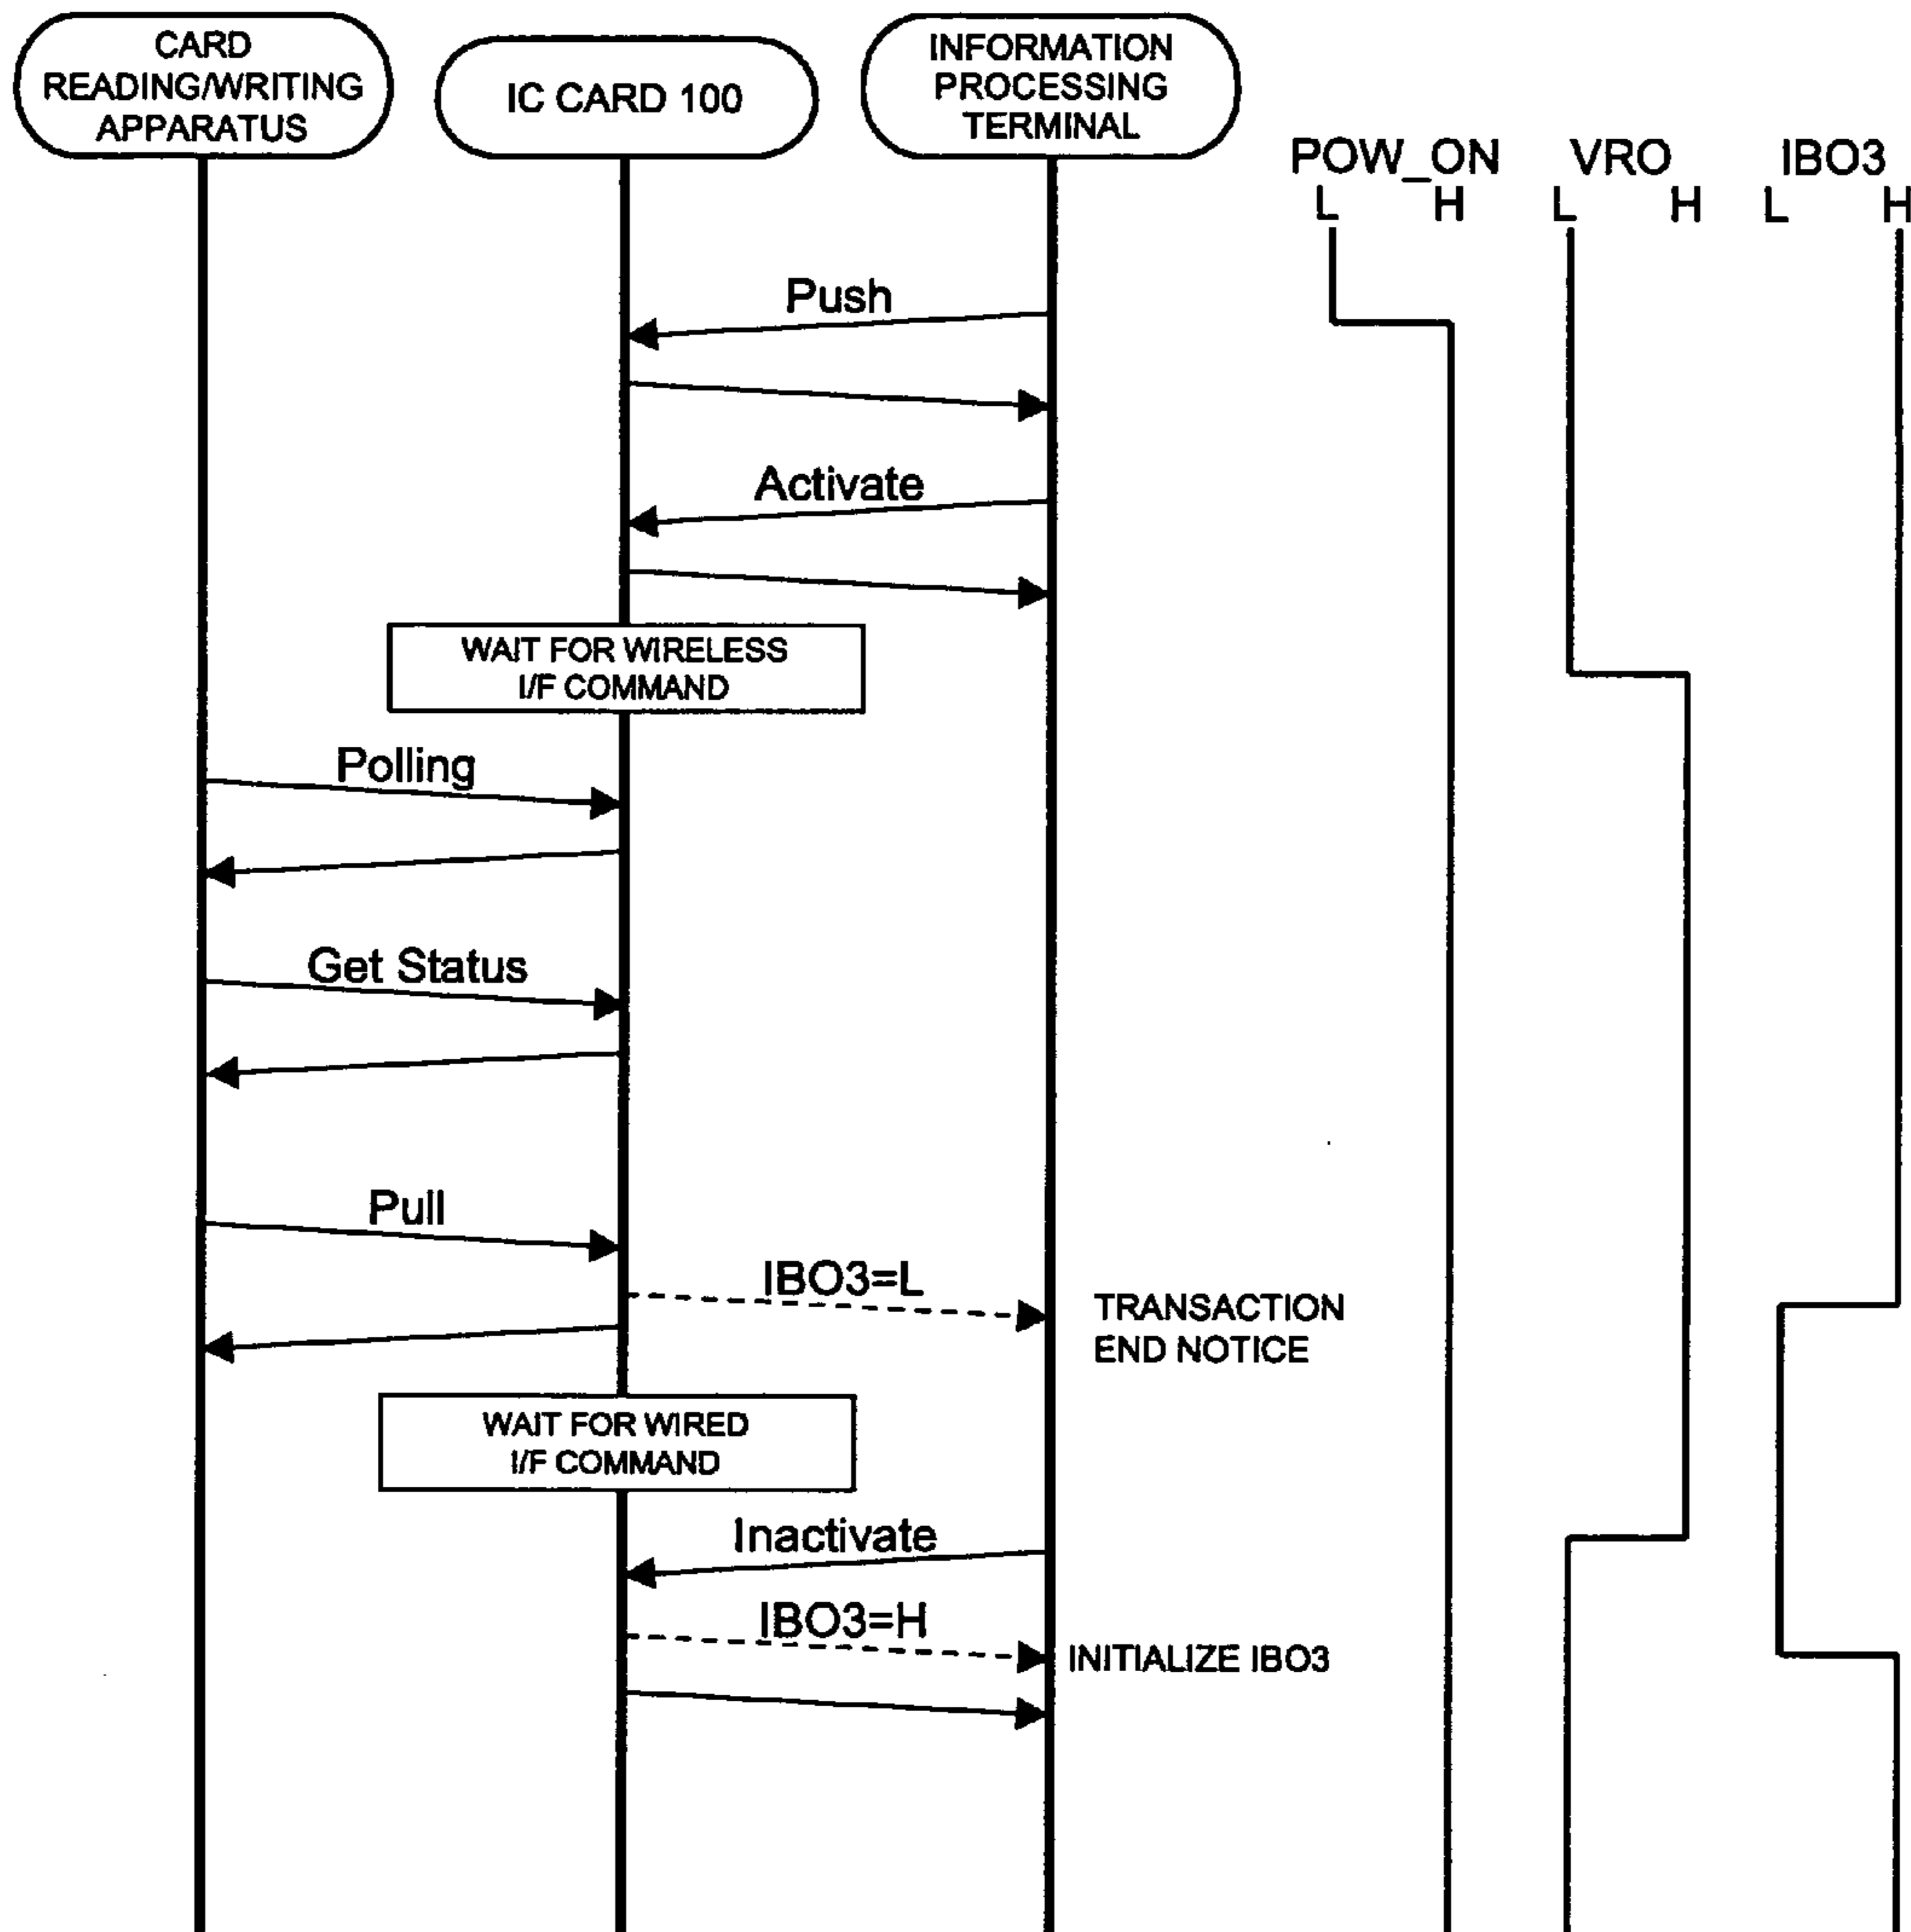 CARD
READING/WRITING
APPARATUS
IC CARD 100
INFORMATION
PROCESSING
TERMINAL
POW_ON
VRO
IBO3
L
H
L
H
L
H
Push
Activate
WAIT FOR WIRELESS
I/F COMMAND
Polling
Get Status
Pull
IBO3=L
TRANSACTION
END NOTICE
WAIT FOR WIRED
I/F COMMAND
Inactivate
IBO3=H
INITIALIZE IBO3